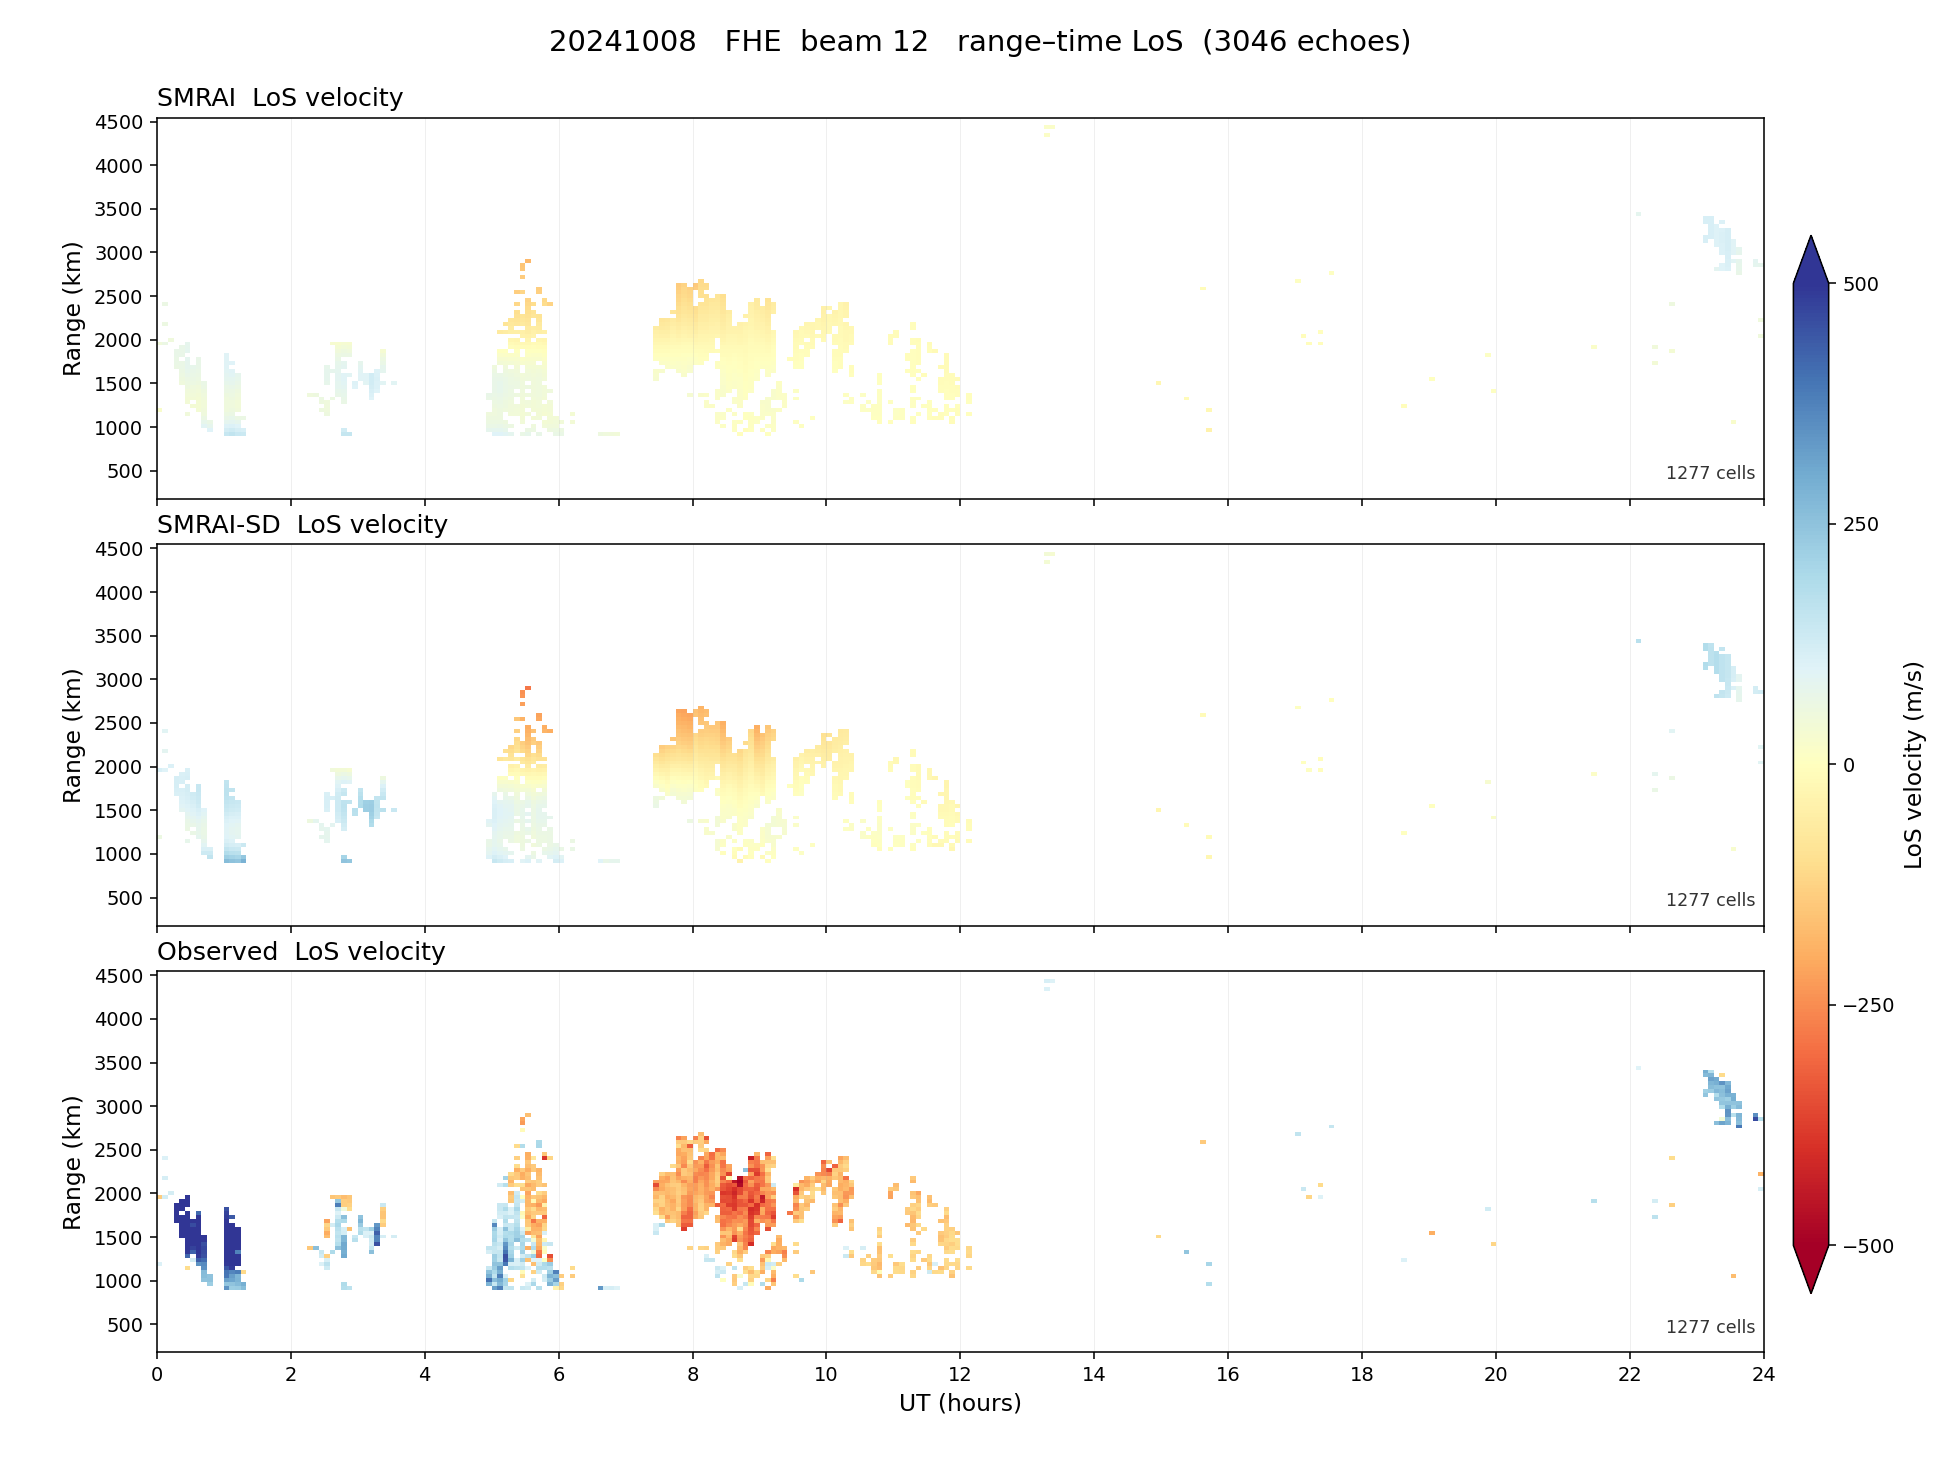 20241008   FHE  beam 12   range–time LoS  (3046 echoes)
SMRAI  LoS velocity
4500
4000
3500
3000
2500
2000
1500
1000
500
Range (km)
1277 cells
SMRAI-SD  LoS velocity
4500
4000
3500
3000
2500
2000
1500
1000
500
Range (km)
1277 cells
Observed  LoS velocity
4500
4000
3500
3000
2500
2000
1500
1000
500
Range (km)
1277 cells
0 2 4 6 8 10 12 14 16 18 20 22 24
UT (hours)
500
250
0
−250
−500
LoS velocity (m/s)